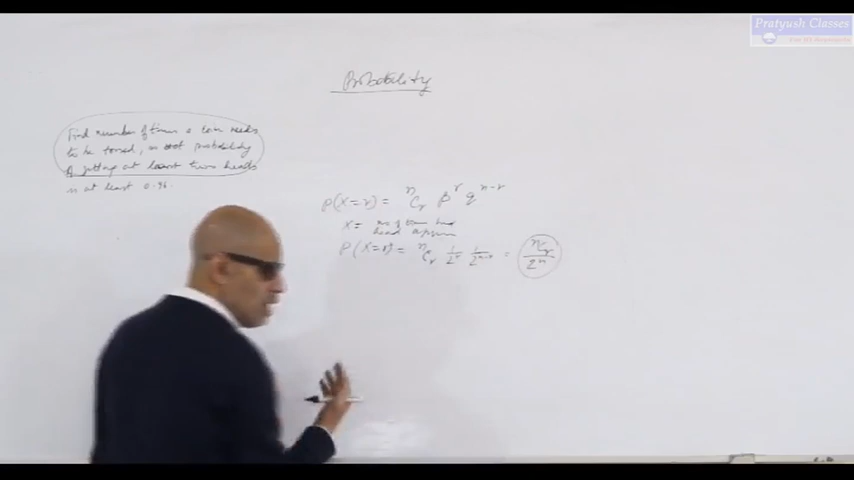 Pratyush Classes
Probability
Find number of times a coin needs
to be tossed, so that probability
of getting at least two heads
is at least 0.96.
P(X=r) = ⁿCᵣ pʳ qⁿ⁻ʳ
X = no of times
head appears
P(X=r) = ⁿCᵣ 1/2ʳ 1/2ⁿ⁻ʳ = ⁿCᵣ/2ⁿ